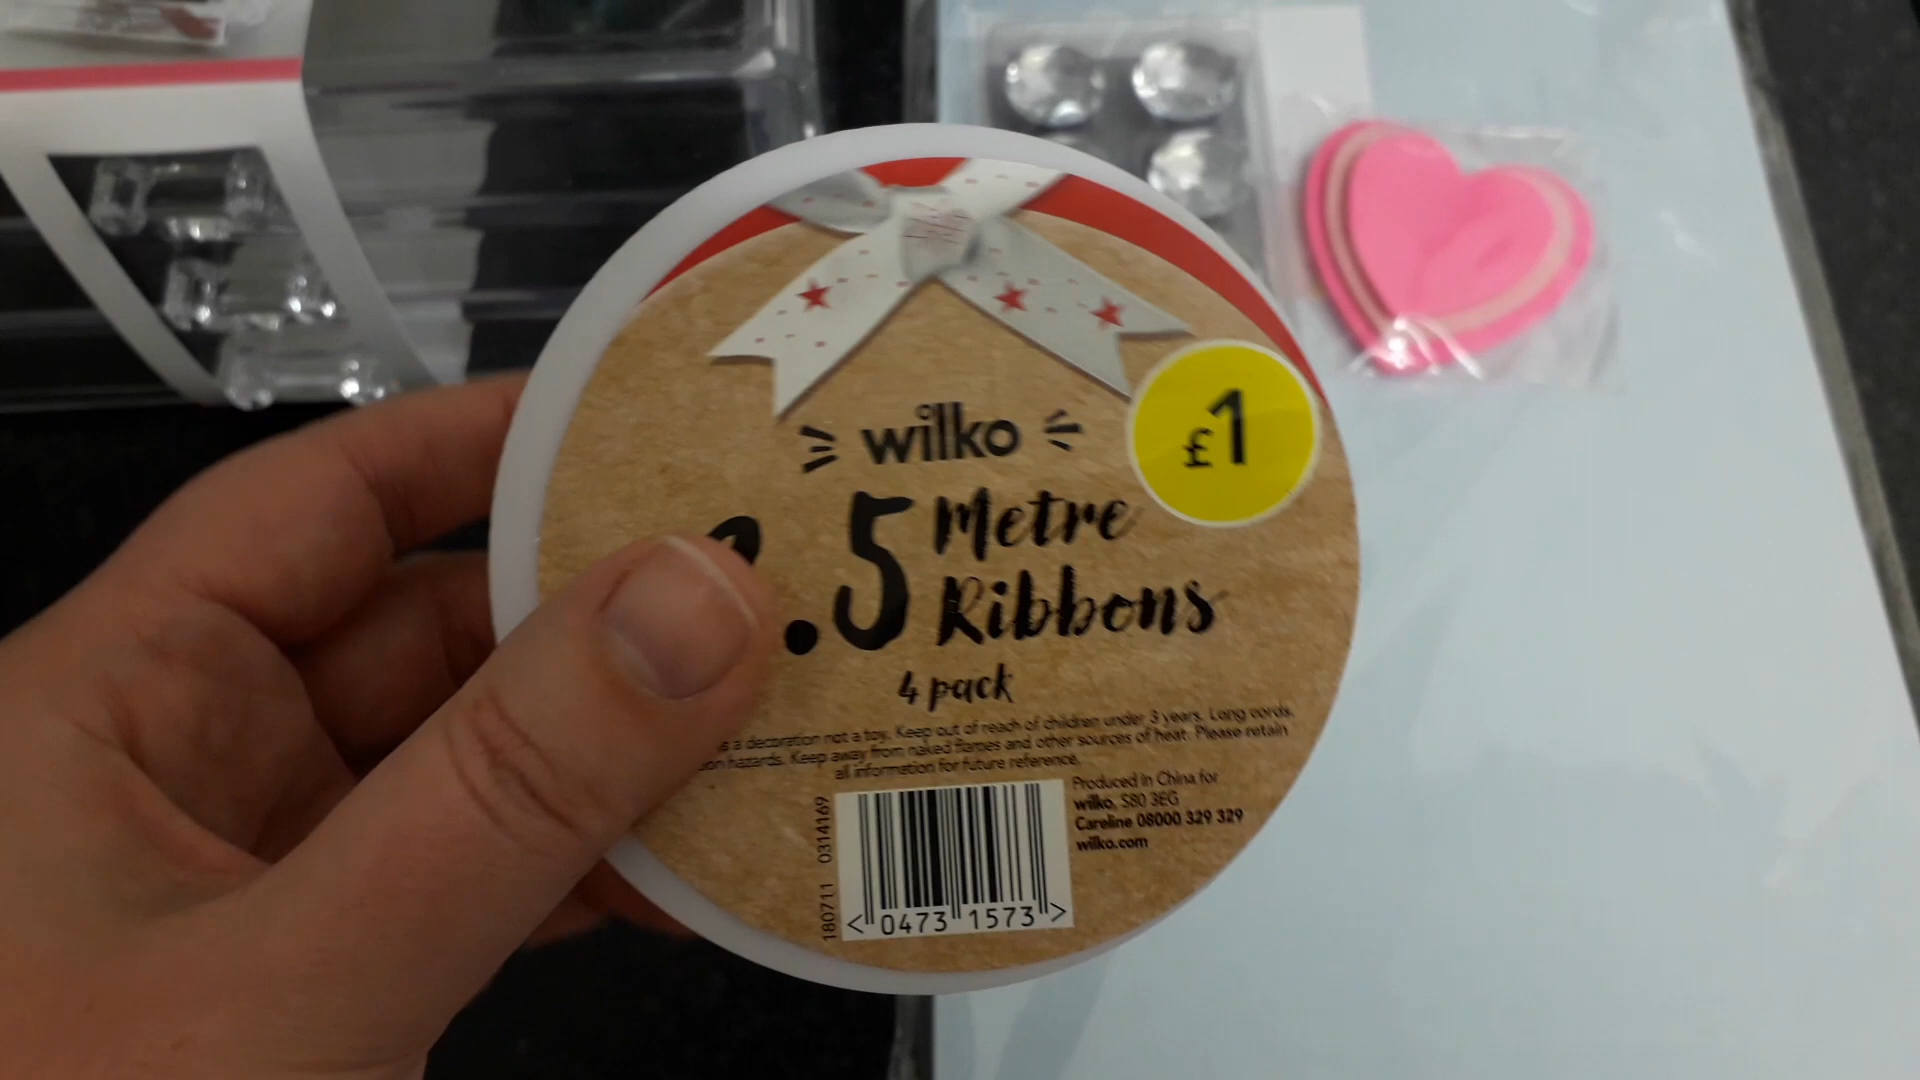 wilko
£1
.5 Metre
Ribbons
4 pack
s a decoration not a toy. Keep out of reach of children under 3 years. Long cords.
hazards. Keep away from naked flames and other sources of heat. Please retain
all information for future reference.
Produced in China for
wilko, S80 3EG
Careline 08000 329 329
wilko.com
180711 0314169
<0473 1573>